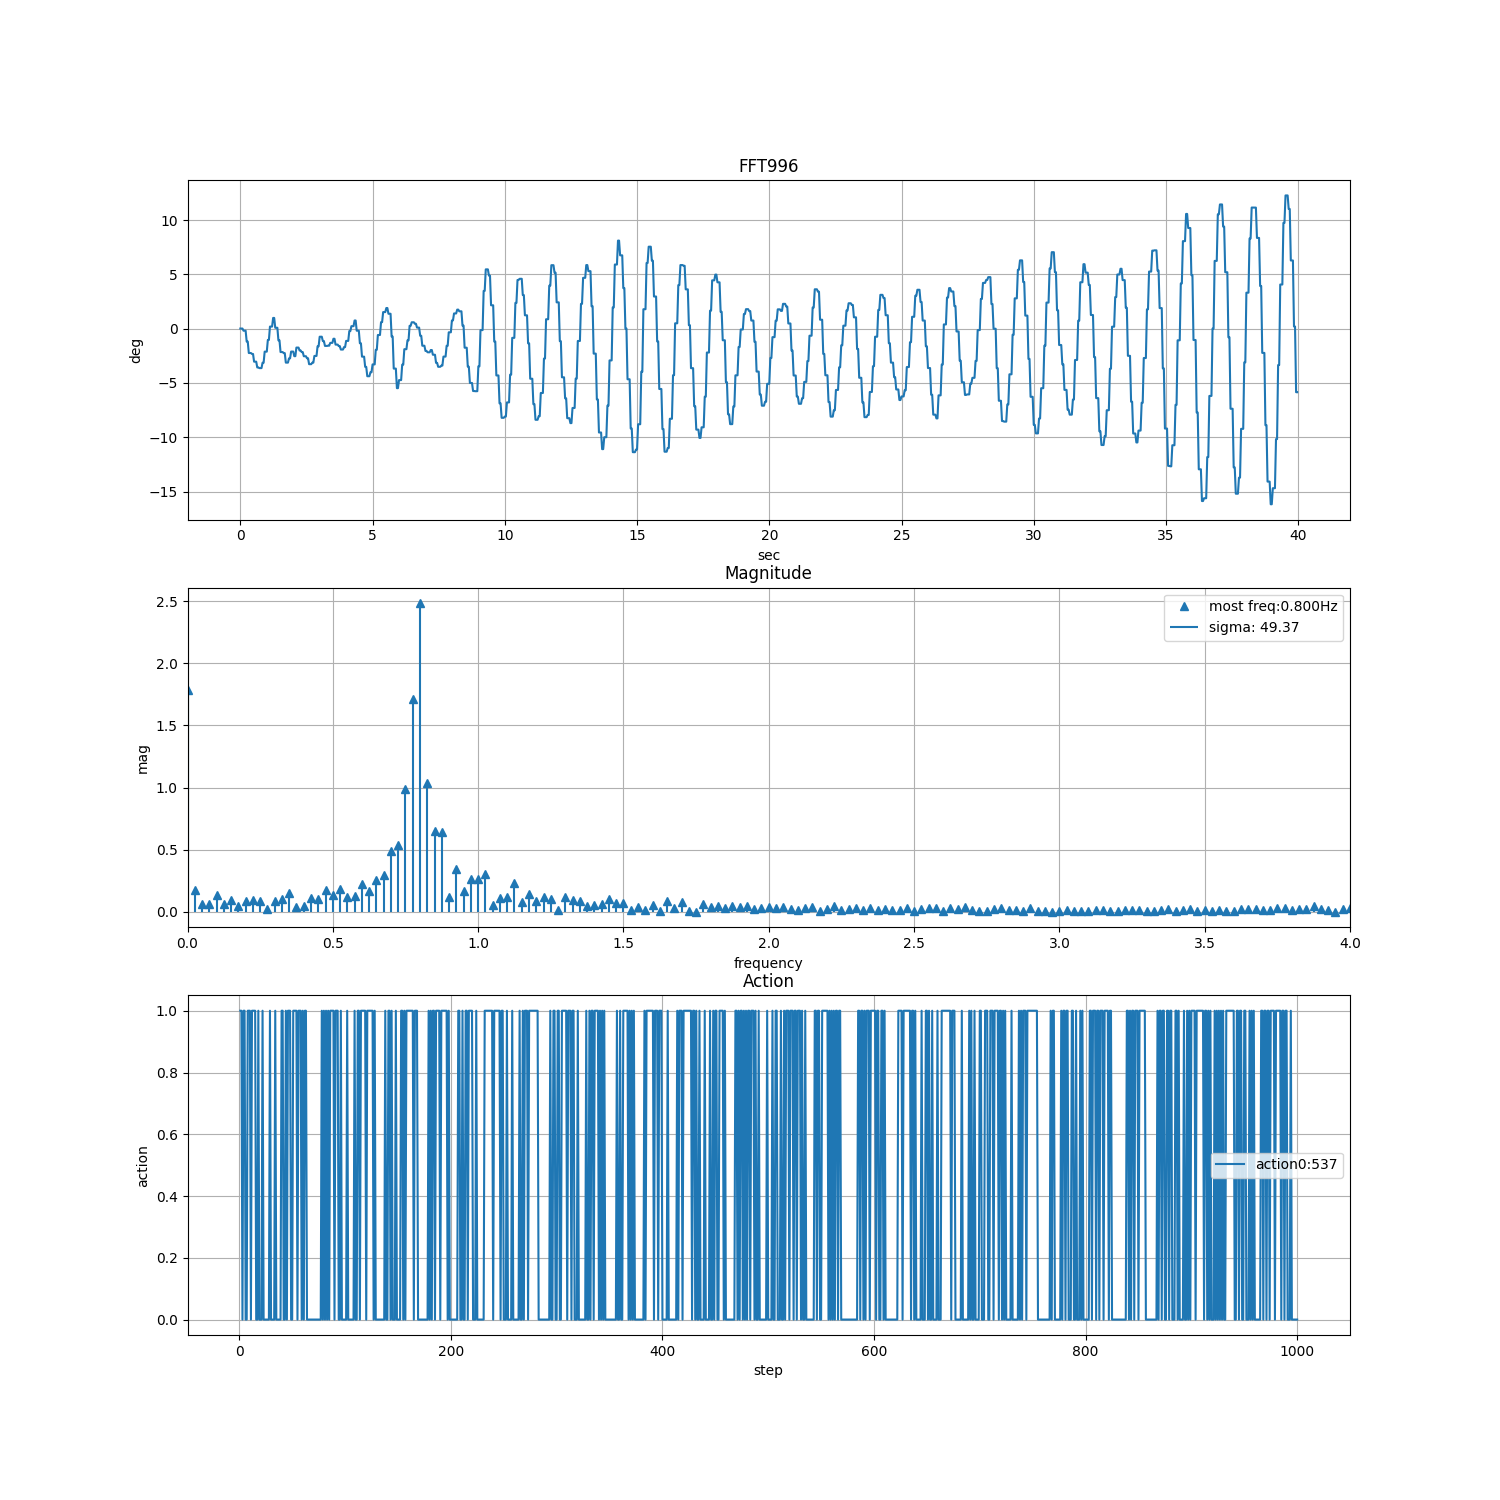 FFT996
10
5
0
−5
−10
−15
deg
0 5 10 15 20 25 30 35 40
sec
Magnitude
2.5
2.0
1.5
1.0
0.5
0.0
mag
most freq:0.800Hz
sigma: 49.37
0.0 0.5 1.0 1.5 2.0 2.5 3.0 3.5 4.0
frequency
Action
1.0
0.8
0.6
0.4
0.2
0.0
action
action0:537
0 200 400 600 800 1000
step